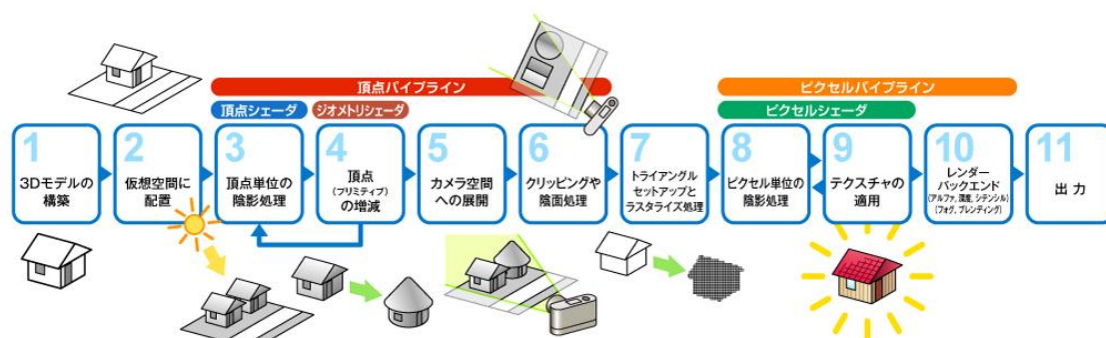 頂点パイプライン
ピクセルパイプライン
頂点シェーダ
ジオメトリシェーダ
ピクセルシェーダ
1
3Dモデルの
構築
2
仮想空間に
配置
3
頂点単位の
陰影処理
4
頂点
(プリミティブ)
の増減
5
カメラ空間
への展開
6
クリッピングや
陰面処理
7
トライアングル
セットアップと
ラスタライズ処理
8
ピクセル単位の
陰影処理
9
テクスチャの
適用
10
レンダー
バックエンド
(アルファ, 深度, シテンシル)
(フォグ, ブレンディング)
11
出力